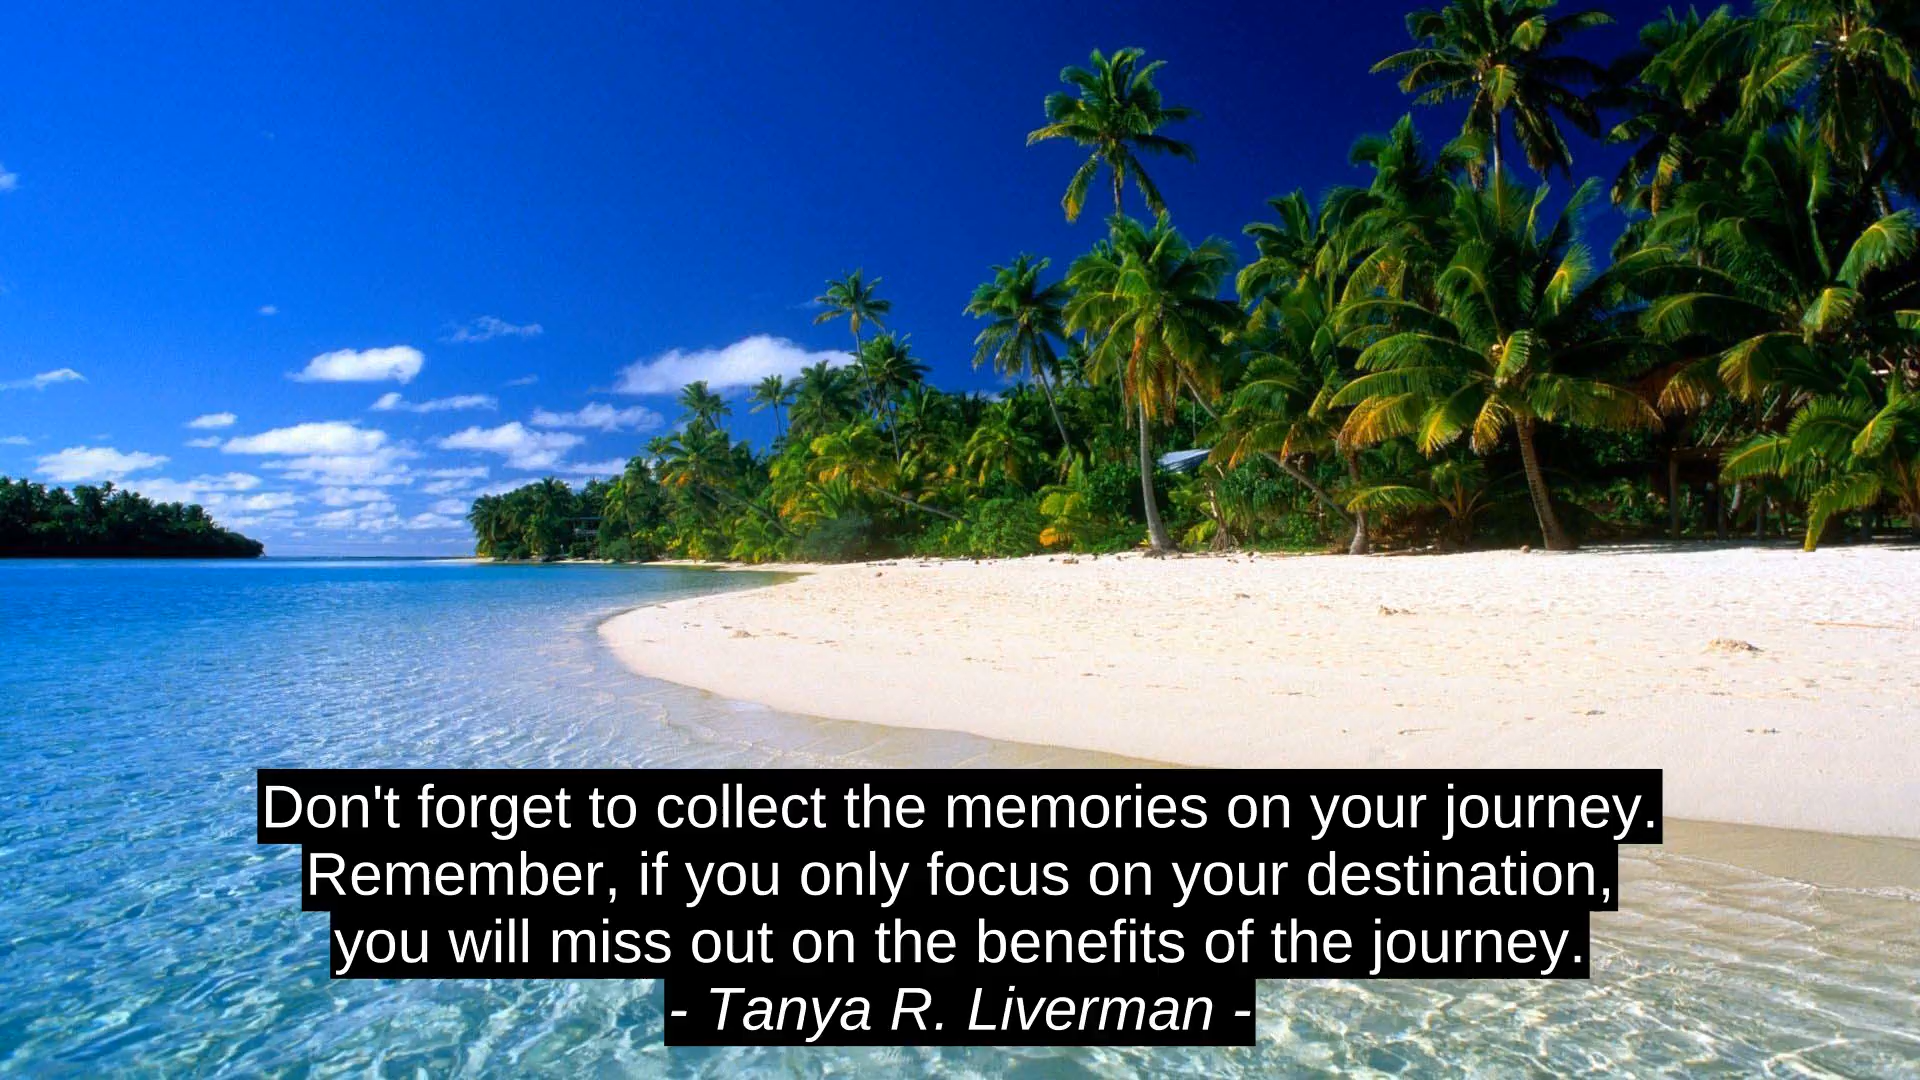 Don't forget to collect the memories on your journey.
Remember, if you only focus on your destination,
you will miss out on the benefits of the journey.
- Tanya R. Liverman -